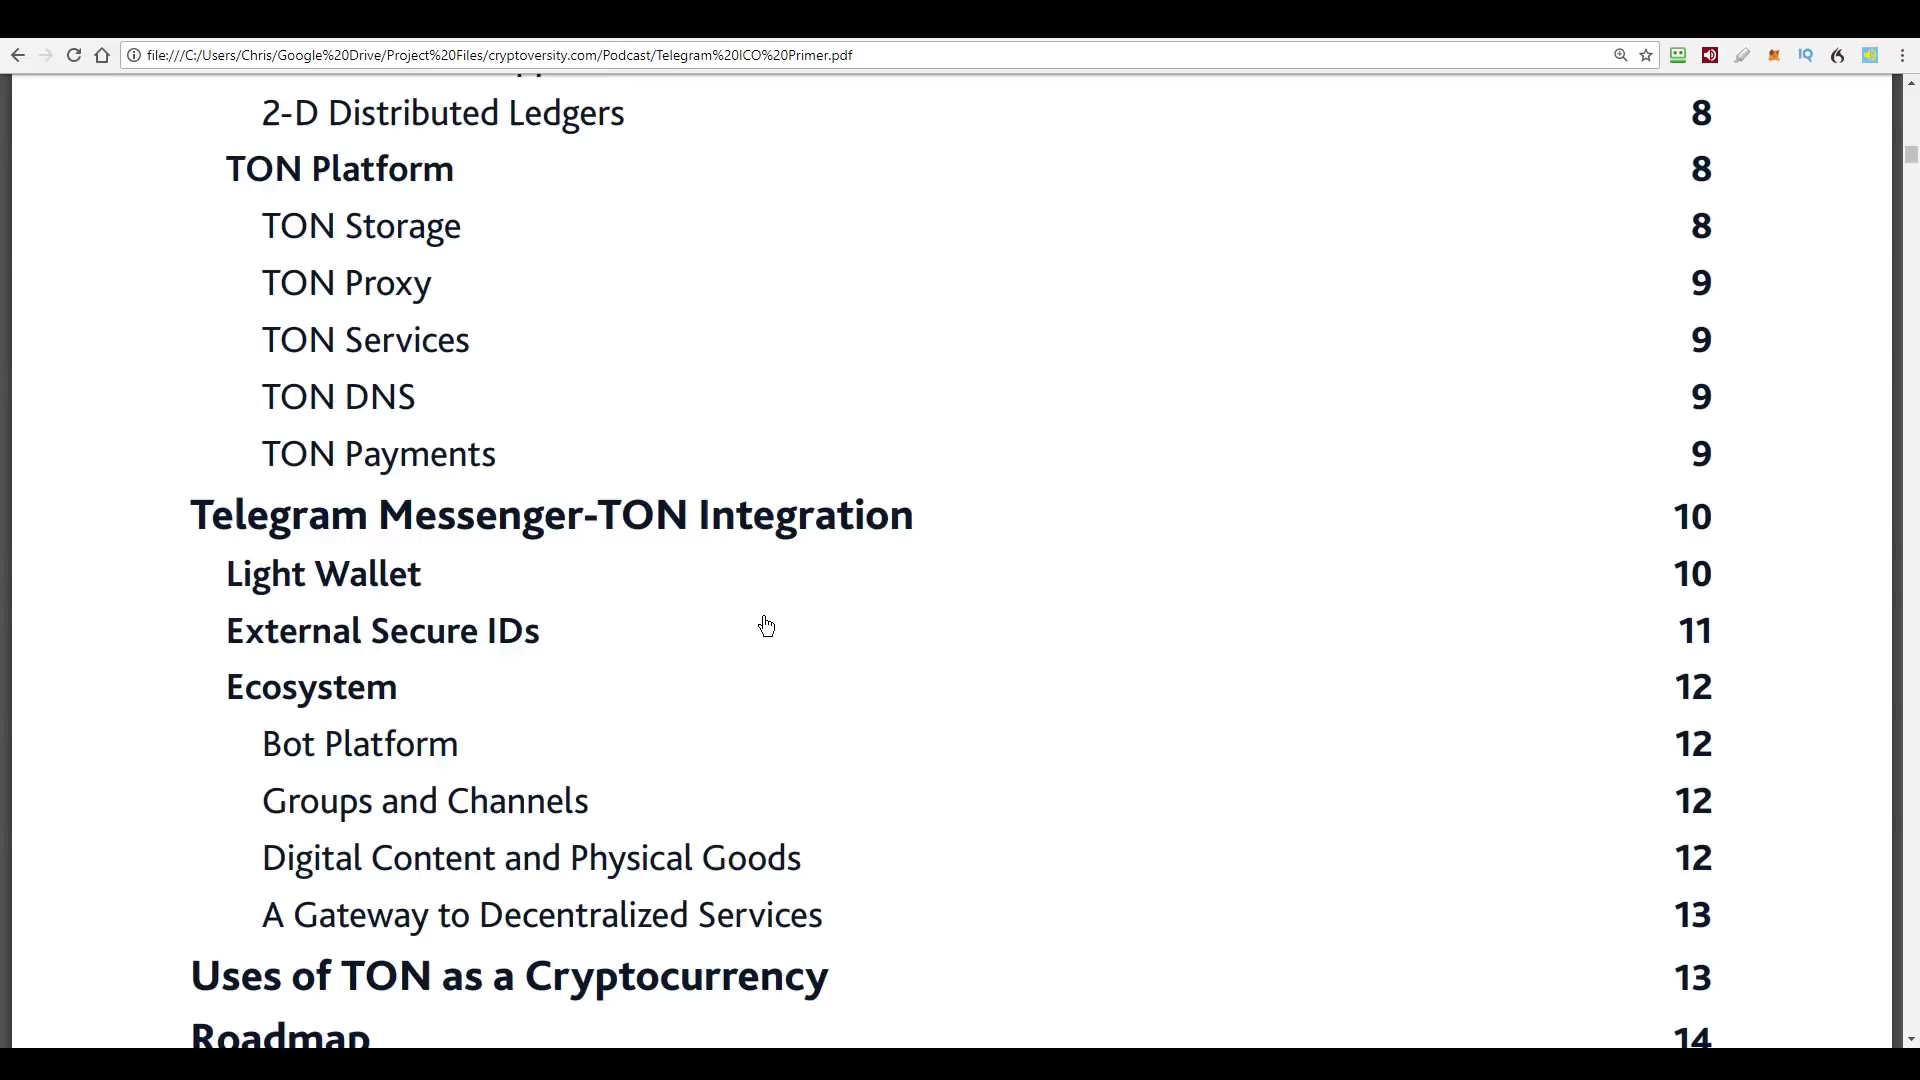 file:///C:/Users/Chris/Google%20Drive/Project%20Files/cryptoversity.com/Podcast/Telegram%20ICO%20Primer.pdf
2-D Distributed Ledgers 8
TON Platform 8
TON Storage 8
TON Proxy 9
TON Services 9
TON DNS 9
TON Payments 9
Telegram Messenger-TON Integration 10
Light Wallet 10
External Secure IDs 11
Ecosystem 12
Bot Platform 12
Groups and Channels 12
Digital Content and Physical Goods 12
A Gateway to Decentralized Services 13
Uses of TON as a Cryptocurrency 13
Roadmap 14